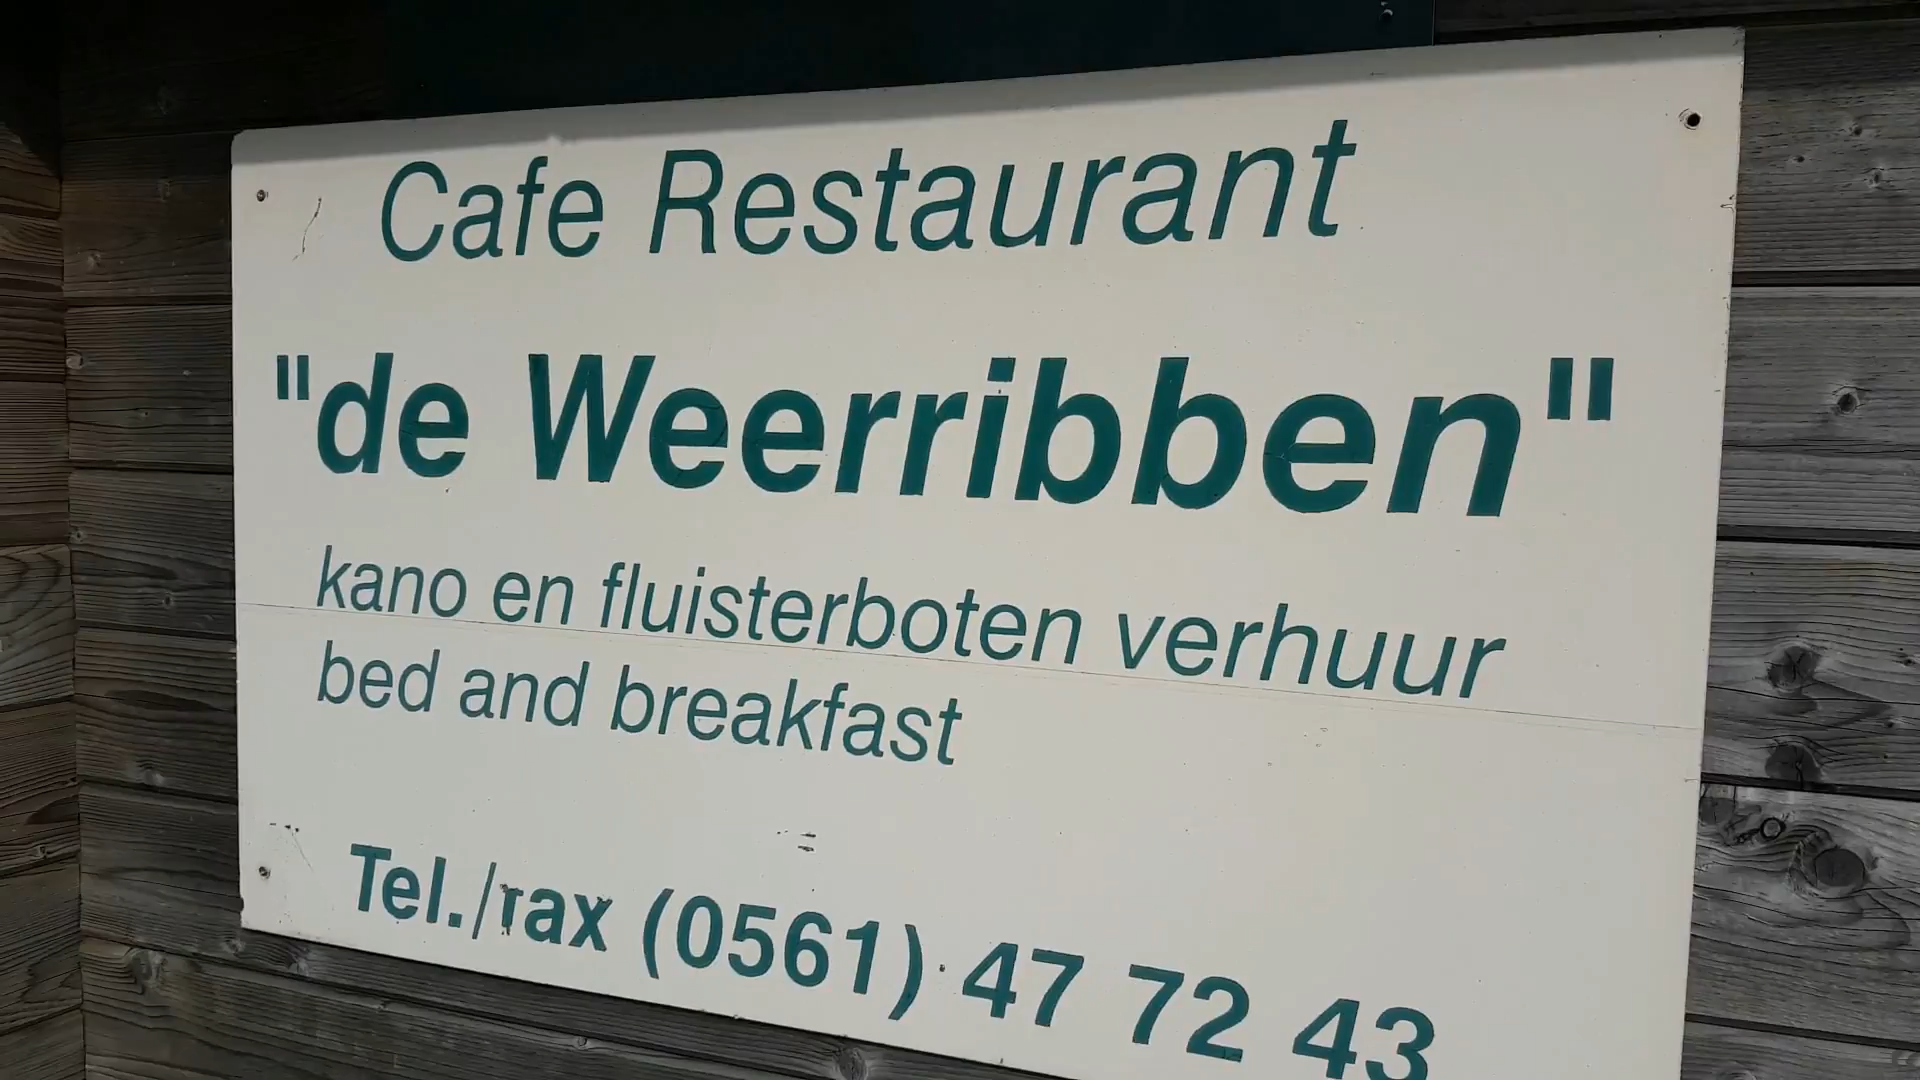 Cafe Restaurant
"de Weerribben"
kano en fluisterboten verhuur
bed and breakfast
Tel./fax (0561) 47 72 43